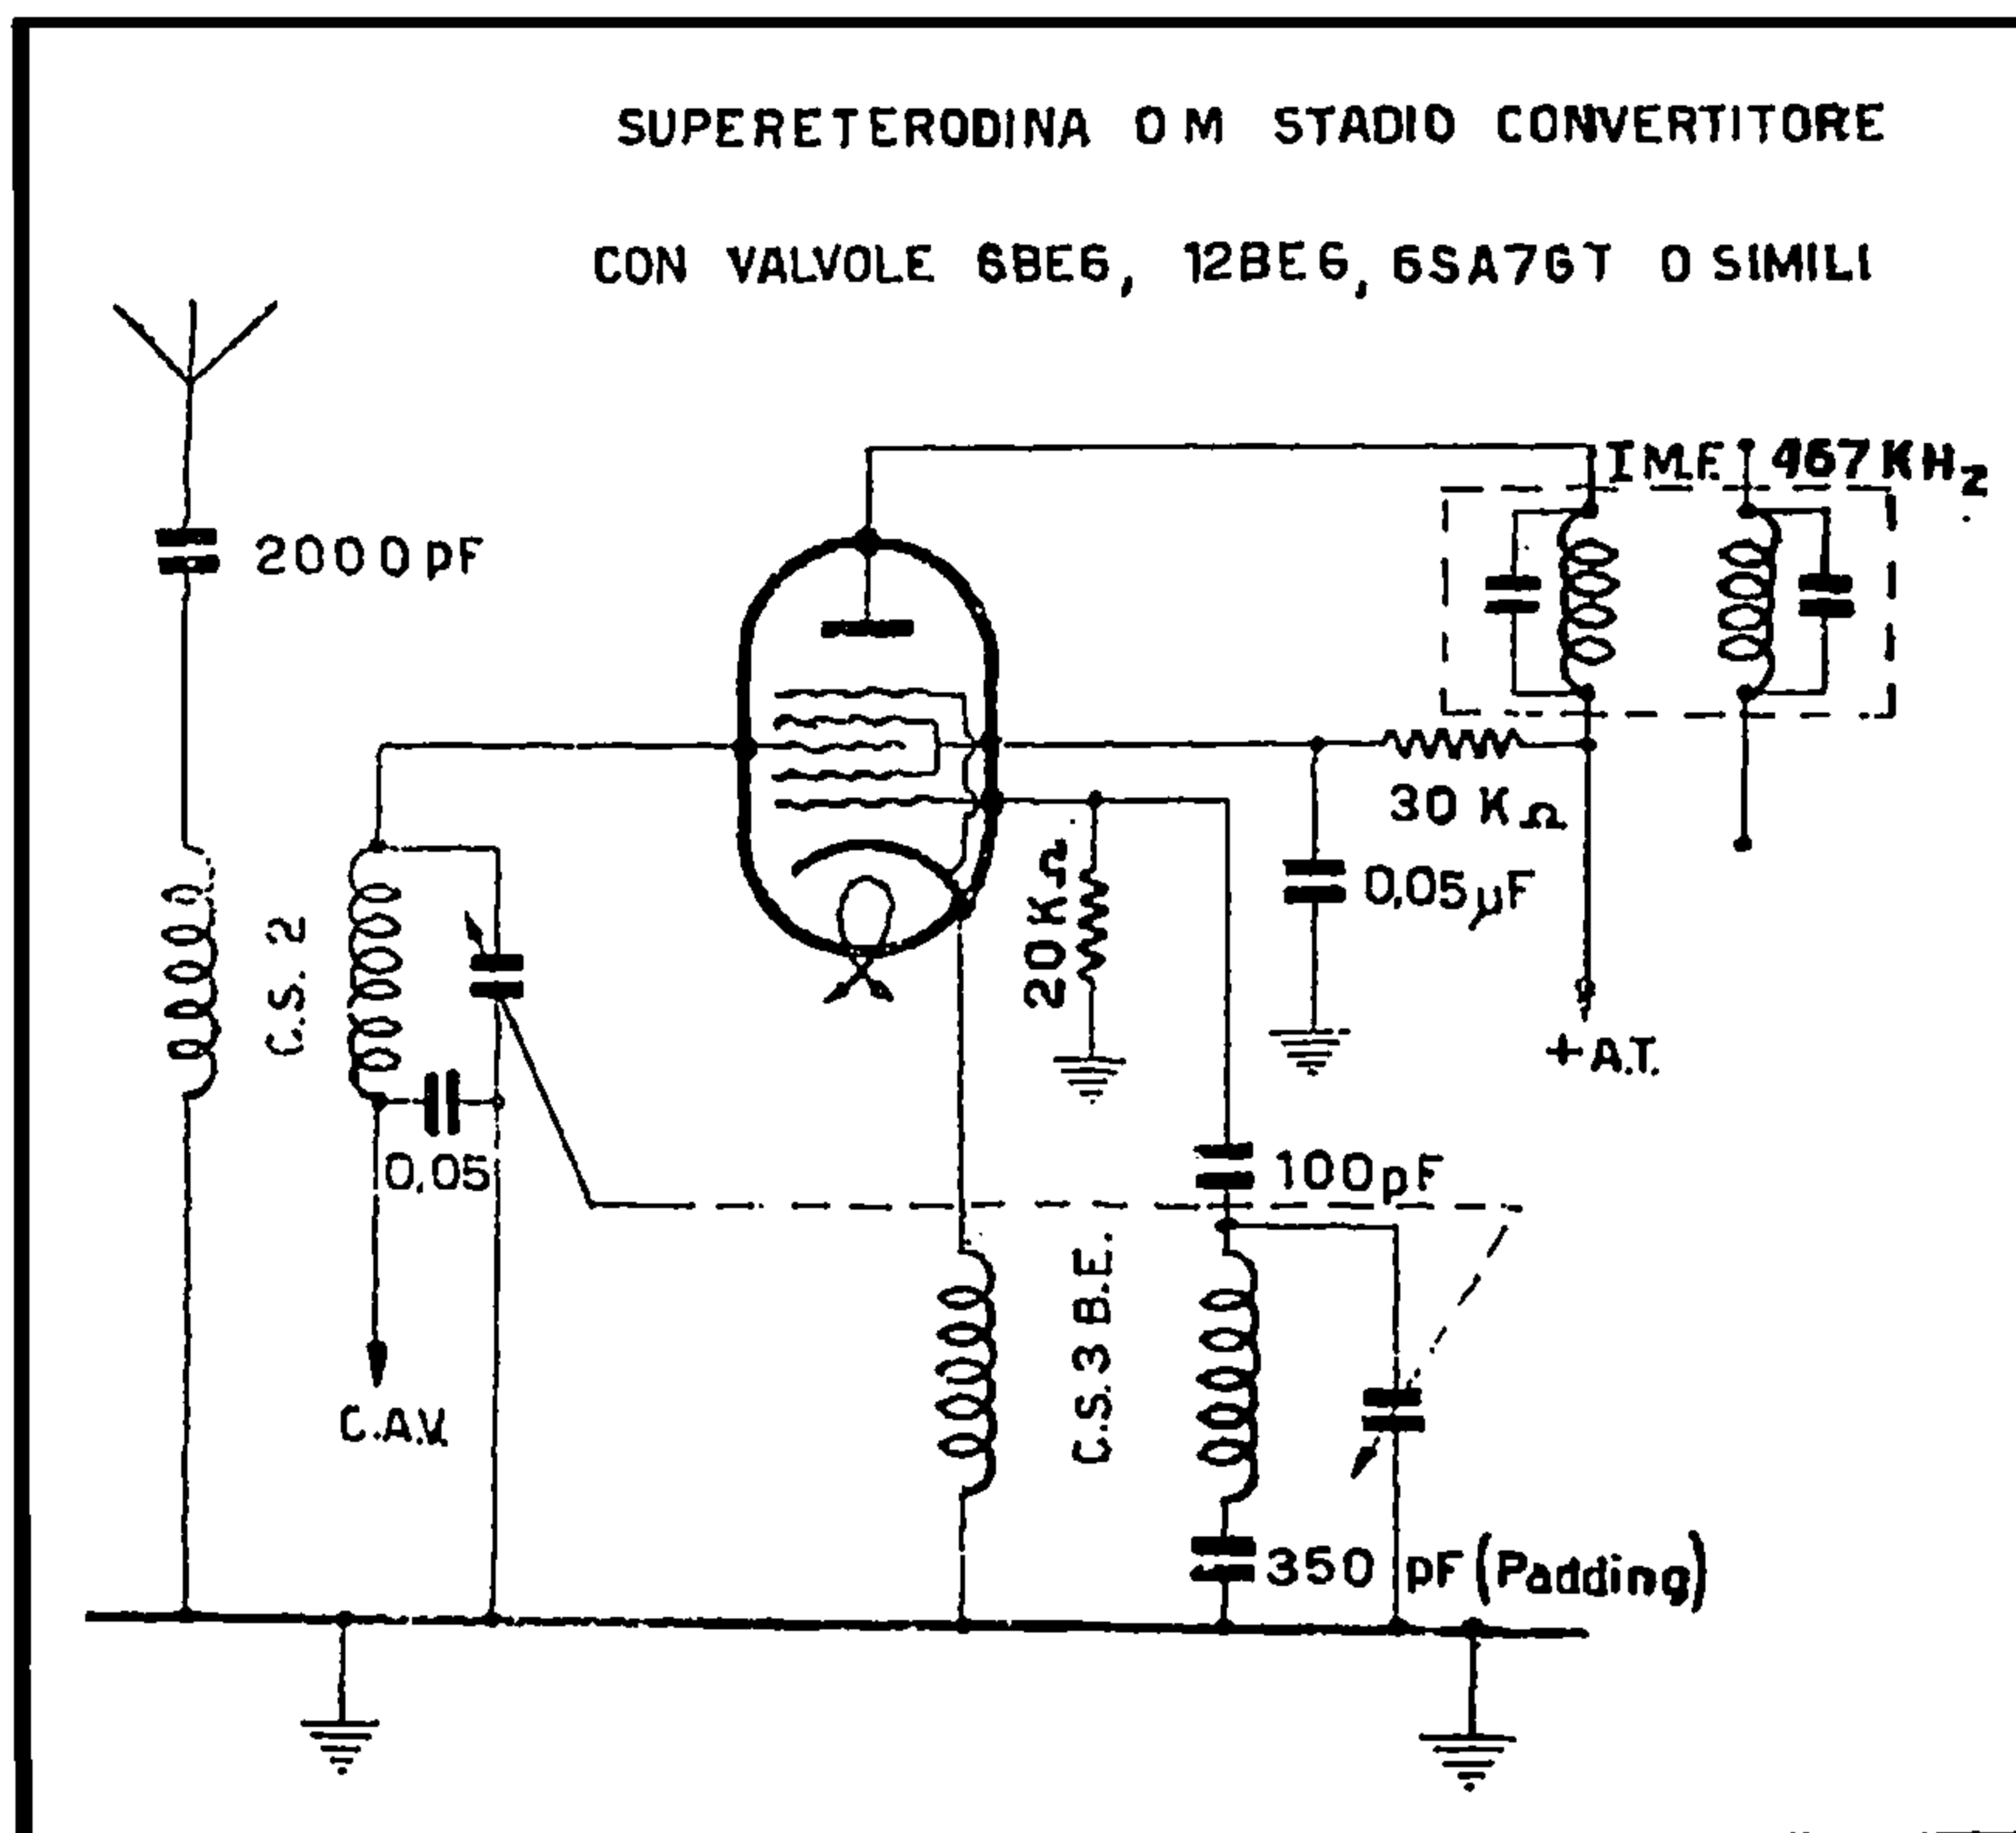 SUPERETERODINA OM STADIO CONVERTITORE
CON VALVOLE 6BE6, 12BE6, 6SA7GT O SIMILI
I M.F. 467 KHz
2000 pF
30 KΩ
0,05 µF
20 KΩ
C.S. 2
+ A.T.
0,05
100 pF
C.S. 3 B.E.
C.A.V.
350 pF (Padding)